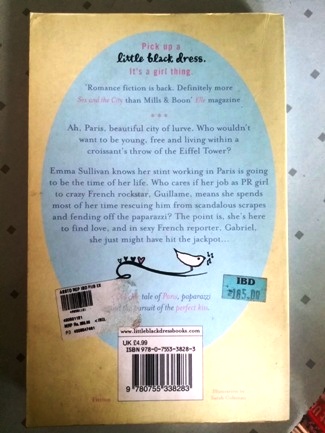 Pick up a
little black dress.
It's a girl thing.
'Romance fiction is back. Definitely more
Sex and the City than Mills & Boon' Elle magazine
***
Ah, Paris, beautiful city of lurve. Who wouldn't
want to be young, free and living within a
croissant's throw of the Eiffel Tower?
Emma Sullivan knows her stint working in Paris is going
to be the time of her life. Who cares if her job as PR girl
to crazy French rockstar, Guillame, means she spends
most of her time rescuing him from scandalous scrapes
and fending off the paparazzi? The point is, she's here
to find love, and in sexy French reporter, Gabriel,
she just might have hit the jackpot...
IBD
tale of Paris, paparazzi
the pursuit of the perfect kiss.
www.littleblackdressbooks.com
UK £4.99
ISBN 978-0-7553-3828-3
9 780755 338283
Fiction